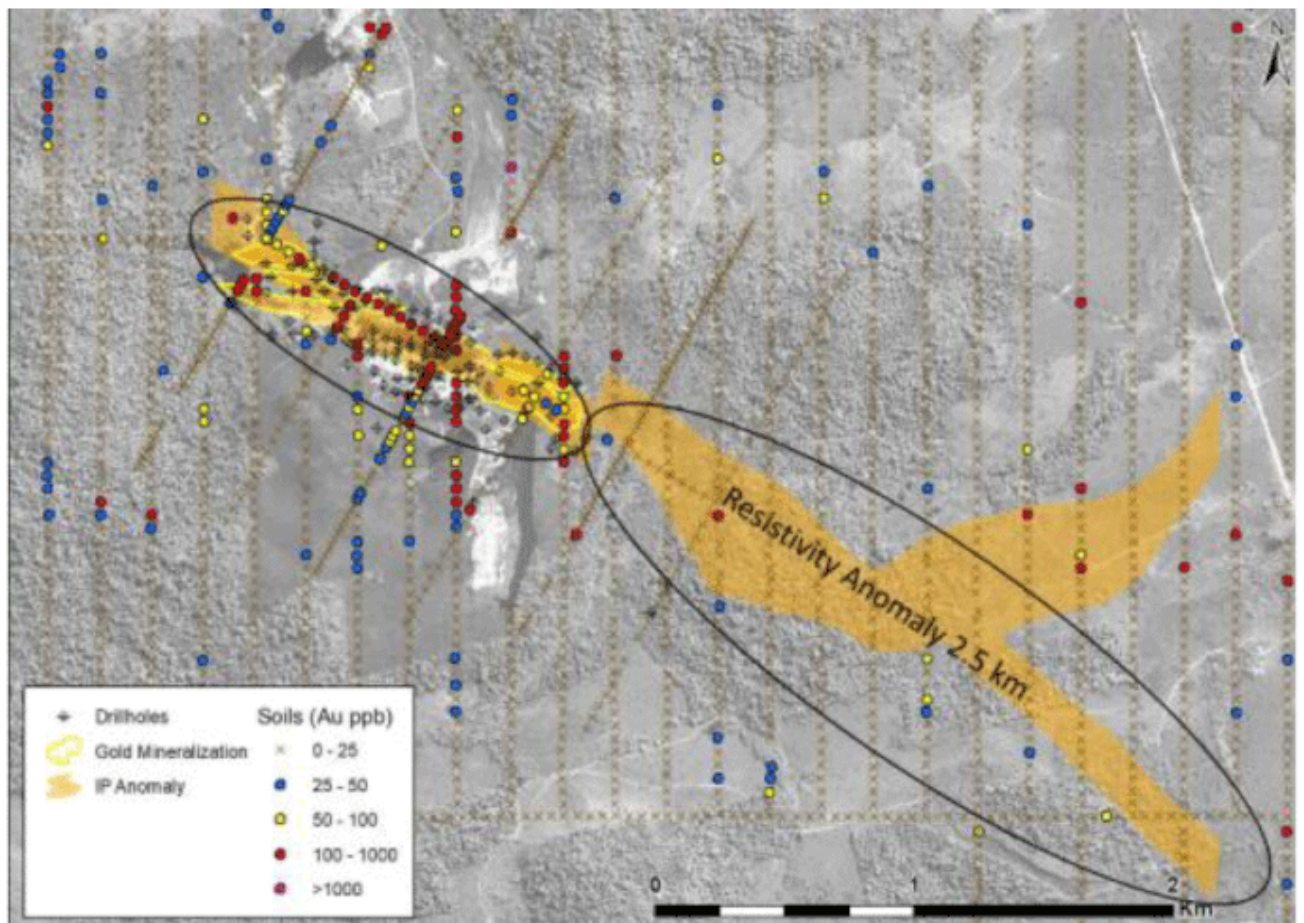 N
Resistivity Anomaly 2.5 km
Drillholes
Gold Mineralization
IP Anomaly
Soils (Au ppb)
0 - 25
25 - 50
50 - 100
100 - 1000
>1000
0 1 2
Km